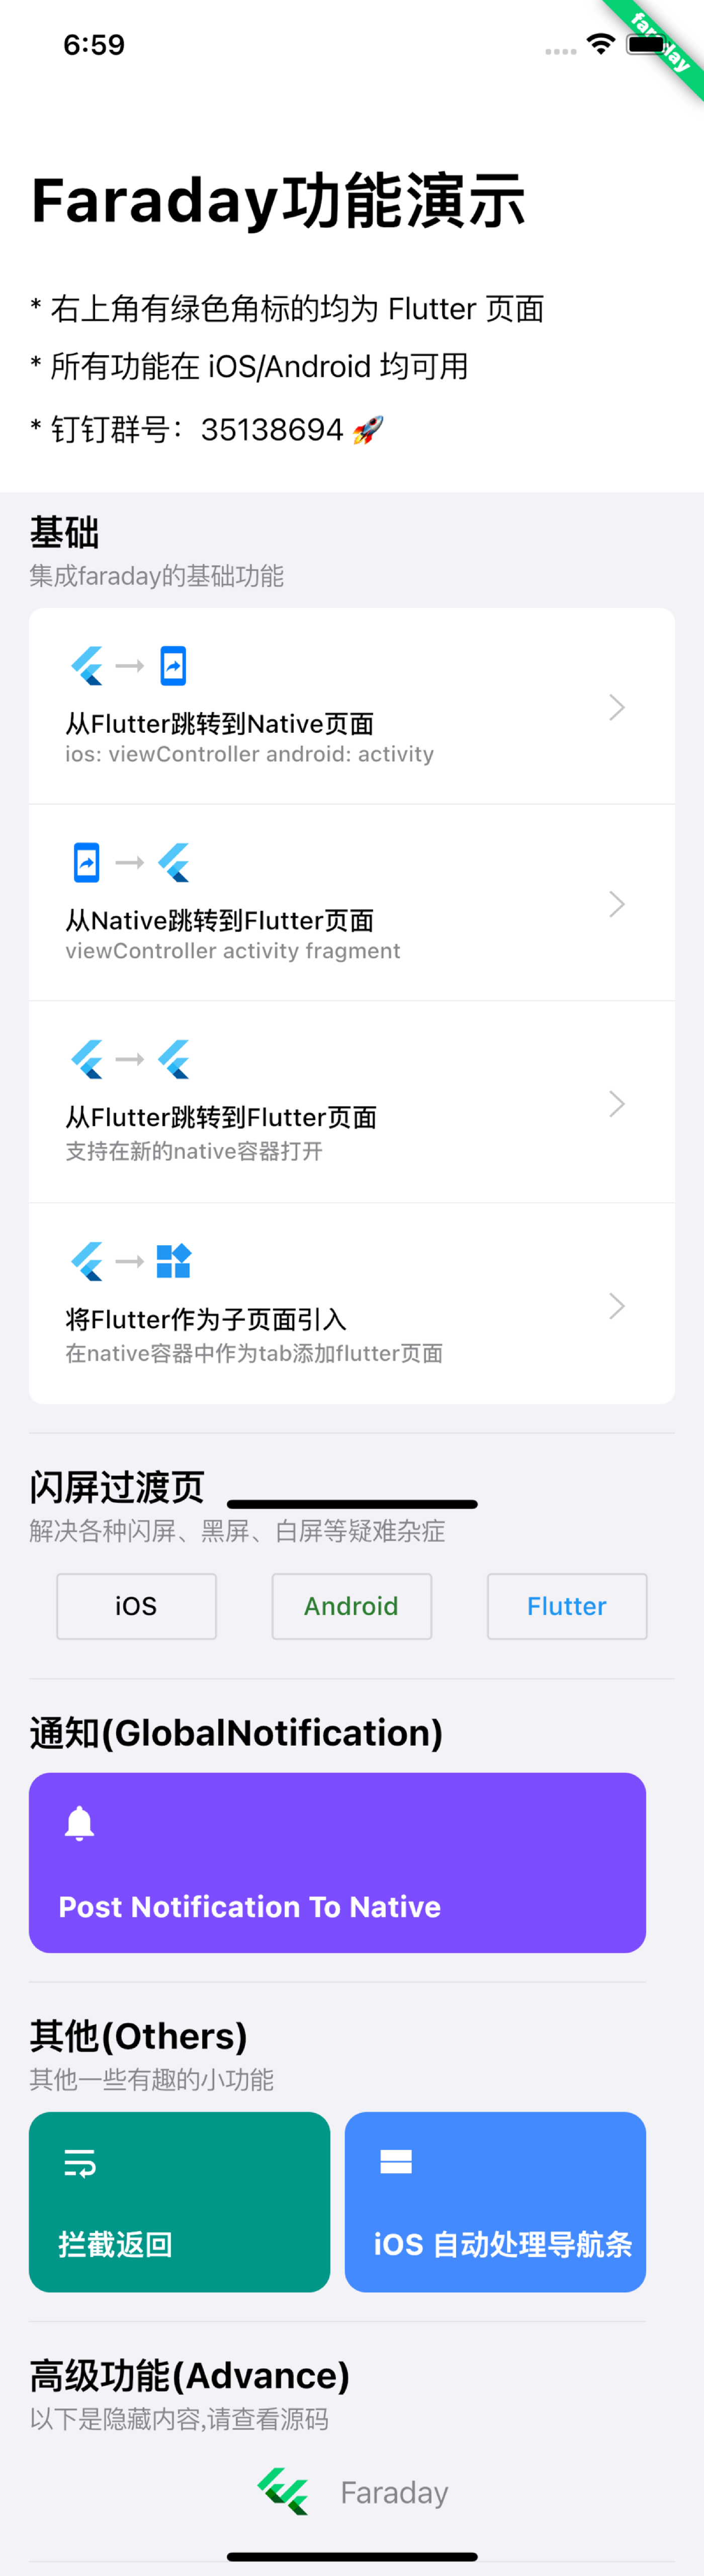 6:59
faraday
Faraday功能演示
* 右上角有绿色角标的均为 Flutter 页面
* 所有功能在 iOS/Android 均可用
* 钉钉群号：35138694 🚀
基础
集成faraday的基础功能
从Flutter跳转到Native页面
ios: viewController android: activity
从Native跳转到Flutter页面
viewController activity fragment
从Flutter跳转到Flutter页面
支持在新的native容器打开
将Flutter作为子页面引入
在native容器中作为tab添加flutter页面
闪屏过渡页
解决各种闪屏、黑屏、白屏等疑难杂症
iOS Android Flutter
通知(GlobalNotification)
Post Notification To Native
其他(Others)
其他一些有趣的小功能
拦截返回 iOS 自动处理导航条
高级功能(Advance)
以下是隐藏内容,请查看源码
Faraday